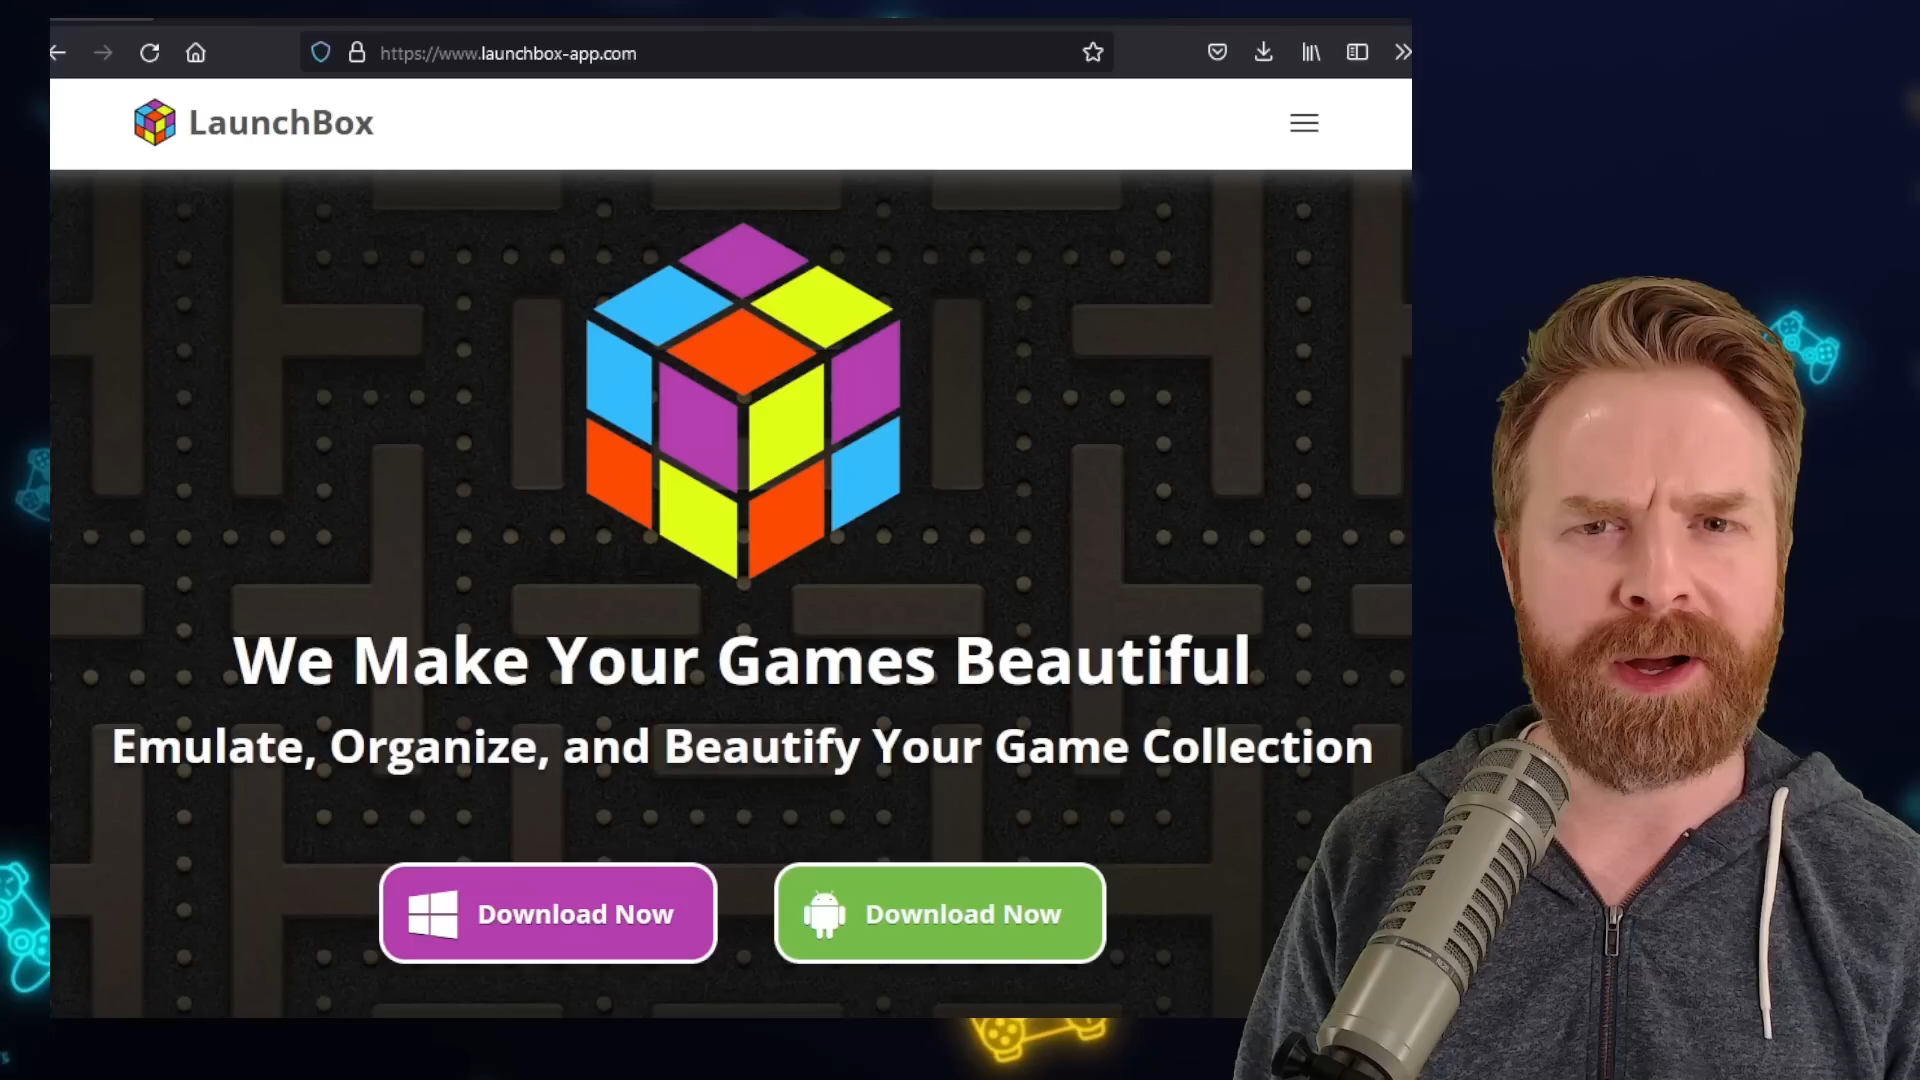 https://www.launchbox-app.com
LaunchBox
We Make Your Games Beautiful
Emulate, Organize, and Beautify Your Game Collection
Download Now
Download Now